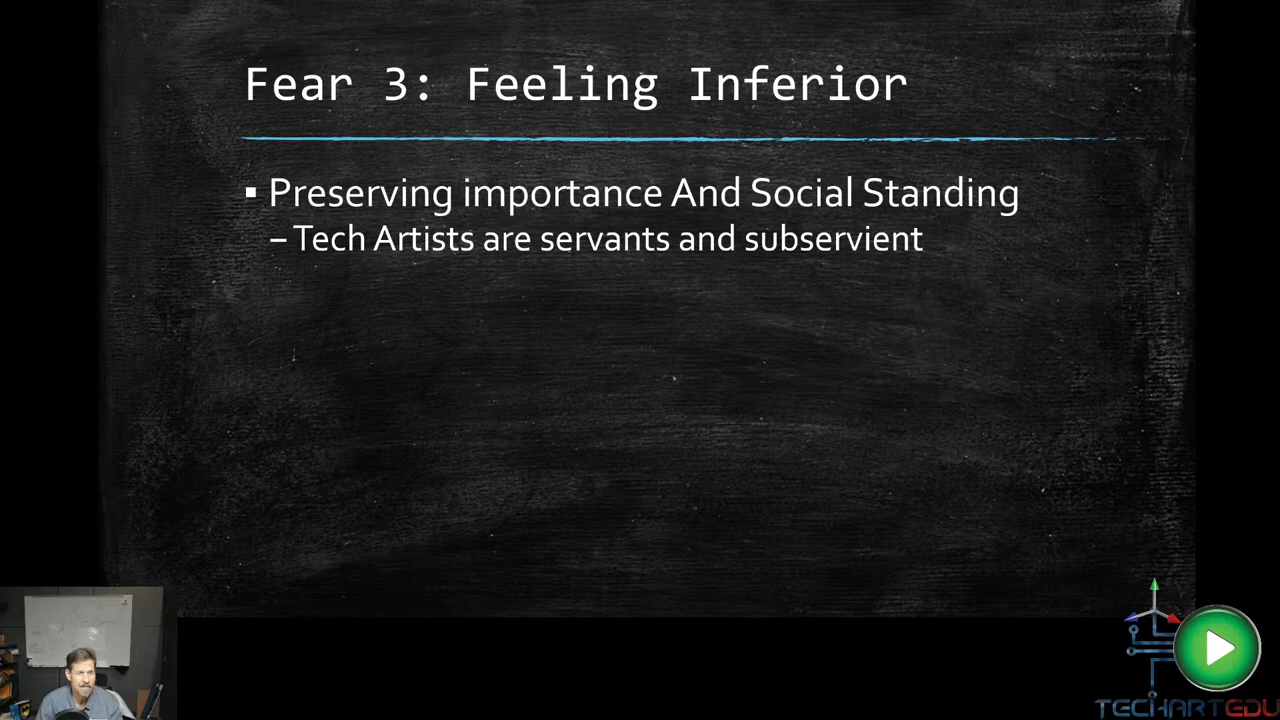 Fear 3: Feeling Inferior
▪ Preserving importance And Social Standing
– Tech Artists are servants and subservient
TECHARTEDU